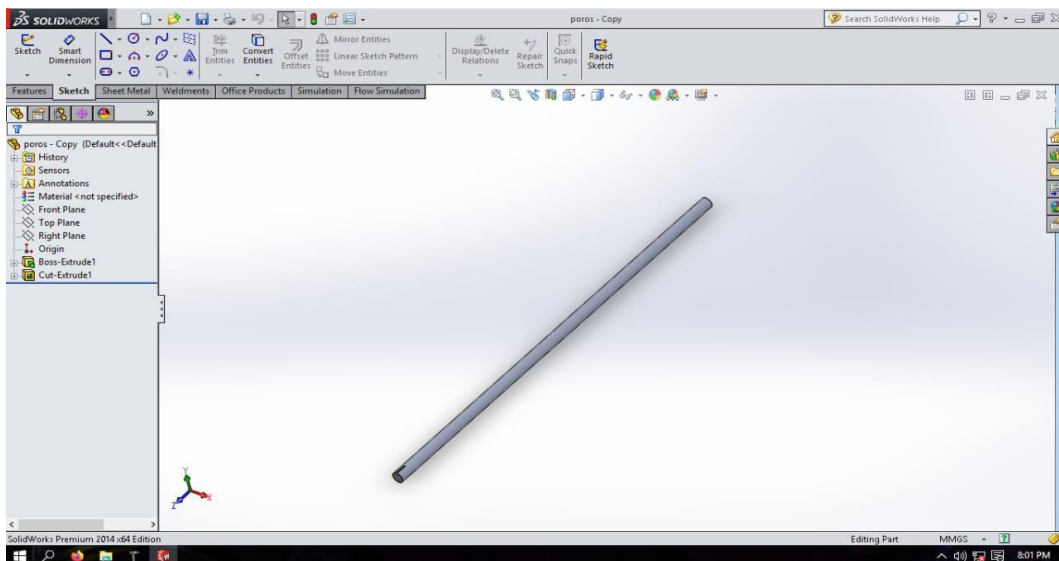 SOLIDWORKS
poros - Copy
Search SolidWorks Help
Sketch
Smart Dimension
Trim Entities
Convert Entities
Offset Entities
Mirror Entities
Linear Sketch Pattern
Move Entities
Display/Delete Relations
Repair Sketch
Quick Snaps
Rapid Sketch
Features Sketch Sheet Metal Weldments Office Products Simulation Flow Simulation
poros - Copy (Default<<Default
History
Sensors
Annotations
Material <not specified>
Front Plane
Top Plane
Right Plane
Origin
Boss-Extrude1
Cut-Extrude1
Y
Z
X
SolidWorks Premium 2014 x64 Edition
Editing Part
MMGS
8:01 PM